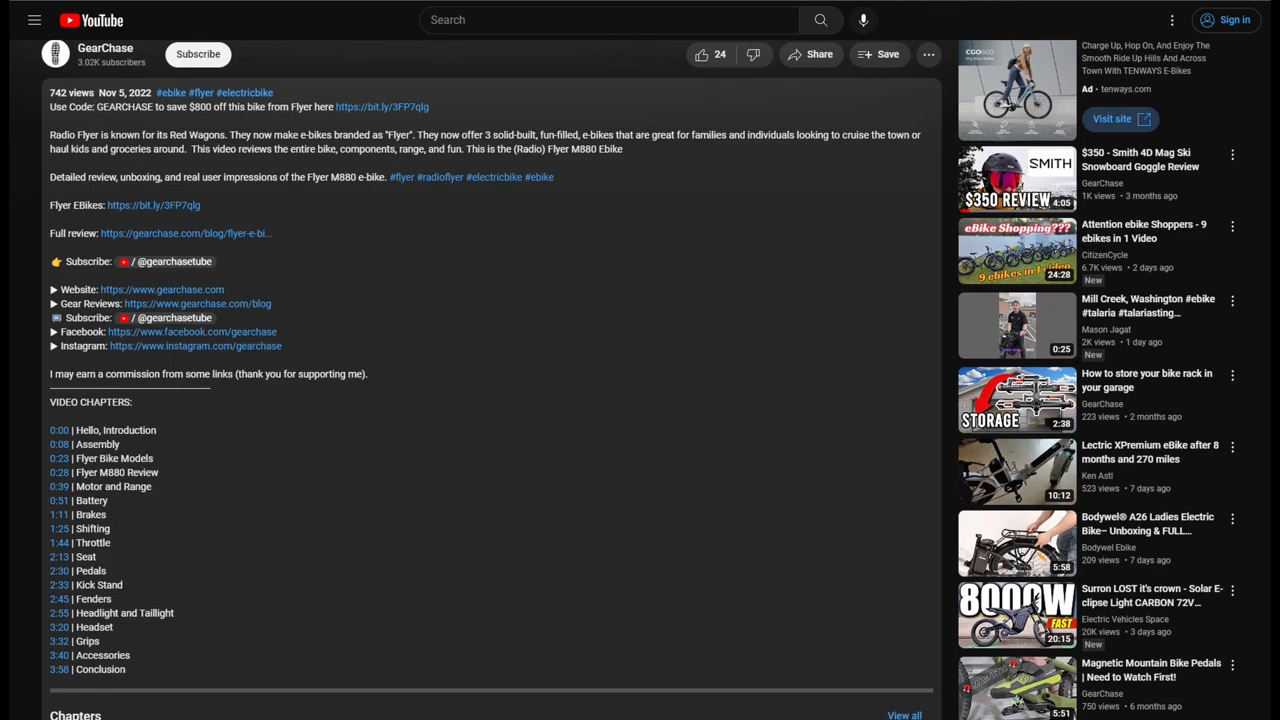 YouTube
Search
Sign in
GearChase
3.02K subscribers
Subscribe
24
Share
Save
742 views Nov 5, 2022 #ebike #flyer #electricbike
Use Code: GEARCHASE to save $800 off this bike from Flyer here https://bit.ly/3FP7qlg
Radio Flyer is known for its Red Wagons. They now make e-bikes branded as "Flyer". They now offer 3 solid-built, fun-filled, e-bikes that are great for families and individuals looking to cruise the town or
haul kids and groceries around. This video reviews the entire bike, components, range, and fun. This is the (Radio) Flyer M880 Ebike
Detailed review, unboxing, and real user impressions of the Flyer M880 e-bike. #flyer #radioflyer #electricbike #ebike
Flyer EBikes: https://bit.ly/3FP7qlg
Full review: https://gearchase.com/blog/flyer-e-bi...
👉 Subscribe: / @gearchasetube
▶ Website: https://www.gearchase.com
▶ Gear Reviews: https://www.gearchase.com/blog
Subscribe: / @gearchasetube
▶ Facebook: https://www.facebook.com/gearchase
▶ Instagram: https://www.instagram.com/gearchase
I may earn a commission from some links (thank you for supporting me).
VIDEO CHAPTERS:
0:00 | Hello, Introduction
0:08 | Assembly
0:23 | Flyer Bike Models
0:28 | Flyer M880 Review
0:39 | Motor and Range
0:51 | Battery
1:11 | Brakes
1:25 | Shifting
1:44 | Throttle
2:13 | Seat
2:30 | Pedals
2:33 | Kick Stand
2:45 | Fenders
2:55 | Headlight and Taillight
3:20 | Headset
3:32 | Grips
3:40 | Accessories
3:58 | Conclusion
Chapters
View all
CGO600
Charge Up, Hop On, And Enjoy The
Smooth Ride Up Hills And Across
Town With TENWAYS E-Bikes
Ad • tenways.com
Visit site
SMITH
$350 REVIEW
4:05
$350 - Smith 4D Mag Ski
Snowboard Goggle Review
GearChase
1K views • 3 months ago
eBike Shopping???
9 ebikes in 1 Video
24:28
Attention ebike Shoppers - 9
ebikes in 1 Video
CitizenCycle
6.7K views • 2 days ago
New
0:25
Mill Creek, Washington #ebike
#talaria #talariasting…
Mason Jagat
2K views • 1 day ago
New
STORAGE
2:38
How to store your bike rack in
your garage
GearChase
223 views • 2 months ago
10:12
Lectric XPremium eBike after 8
months and 270 miles
Ken Astl
523 views • 7 days ago
5:58
Bodywel® A26 Ladies Electric
Bike– Unboxing & FULL…
Bodywel Ebike
209 views • 7 days ago
8000W
FAST
20:15
Surron LOST it's crown - Solar E-
clipse Light CARBON 72V…
Electric Vehicles Space
20K views • 3 days ago
New
MAGNETIC
5:51
Magnetic Mountain Bike Pedals
| Need to Watch First!
GearChase
750 views • 6 months ago